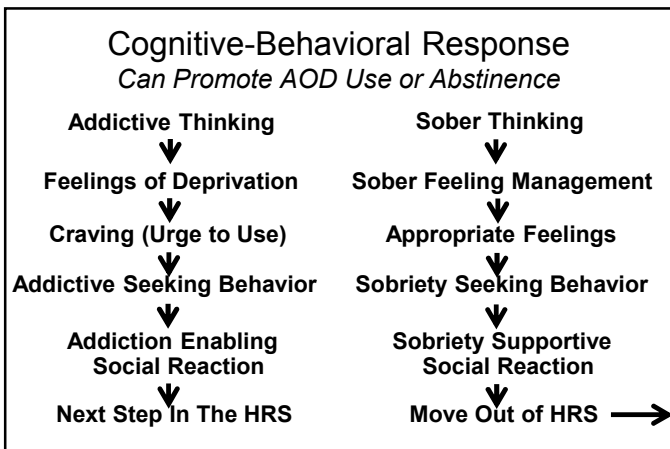 Cognitive-Behavioral Response
Can Promote AOD Use or Abstinence
Addictive Thinking
Feelings of Deprivation
Craving (Urge to Use)
Addictive Seeking Behavior
Addiction Enabling
Social Reaction
Next Step In The HRS
Sober Thinking
Sober Feeling Management
Appropriate Feelings
Sobriety Seeking Behavior
Sobriety Supportive
Social Reaction
Move Out of HRS